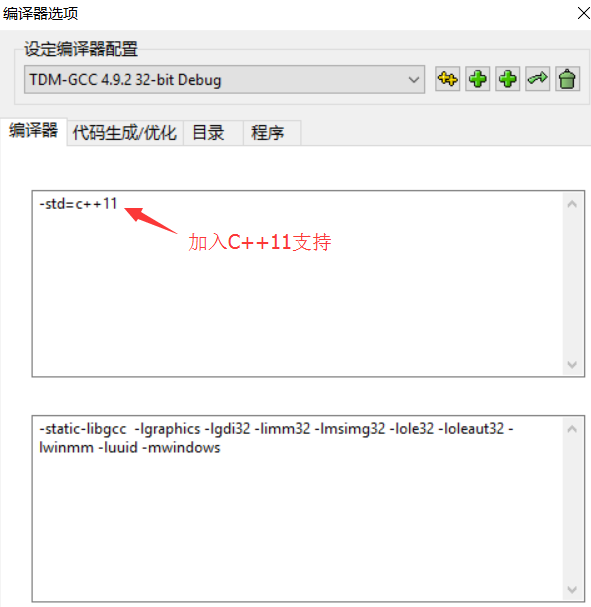 编译器选项
设定编译器配置
TDM-GCC 4.9.2 32-bit Debug
编译器 代码生成/优化 目录 程序
-std=c++11
加入C++11支持
-static-libgcc -lgraphics -lgdi32 -limm32 -lmsimg32 -lole32 -loleaut32 -
lwinmm -luuid -mwindows